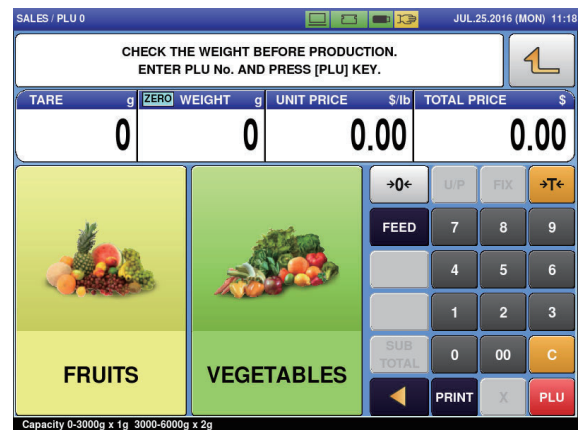 SALES / PLU 0
JUL.25.2016 (MON) 11:18
CHECK THE WEIGHT BEFORE PRODUCTION.
ENTER PLU No. AND PRESS [PLU] KEY.
TARE g ZERO WEIGHT g UNIT PRICE $/lb TOTAL PRICE $
0 0 0.00 0.00
→0← U/P FIX →T←
FEED 7 8 9
4 5 6
1 2 3
SUB
TOTAL 0 00 C
PRINT X PLU
FRUITS VEGETABLES
Capacity 0-3000g x 1g 3000-6000g x 2g